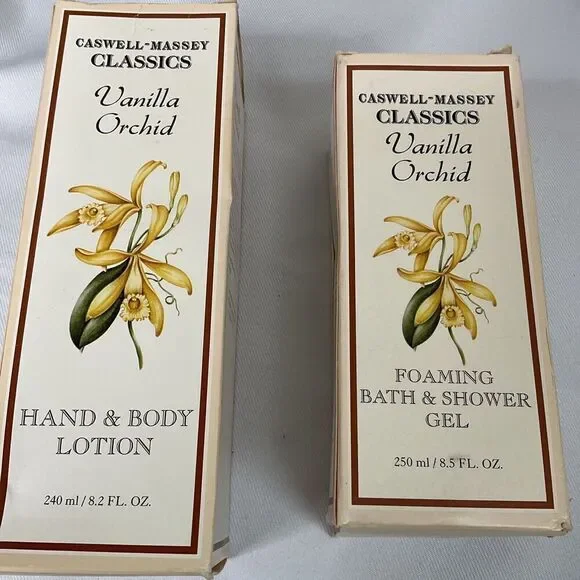 CASWELL-MASSEY
CLASSICS
Vanilla
Orchid
HAND & BODY
LOTION
240 ml / 8.2 FL. OZ.
CASWELL-MASSEY
CLASSICS
Vanilla
Orchid
FOAMING
BATH & SHOWER
GEL
250 ml / 8.5 FL. OZ.